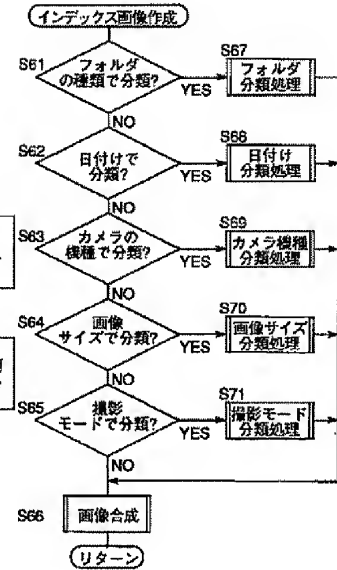 インデックス画像作成
S61
フォルダ
の種類で分類?
YES
S67
フォルダ
分類処理
NO
S62
日付けで
分類?
YES
S68
日付け
分類処理
NO
S63
カメラの
機種で分類?
YES
S69
カメラ機種
分類処理
NO
S64
画像
サイズで分類?
YES
S70
画像サイズ
分類処理
NO
S65
撮影
モードで分類?
YES
S71
撮影モード
分類処理
NO
S66
画像合成
リターン